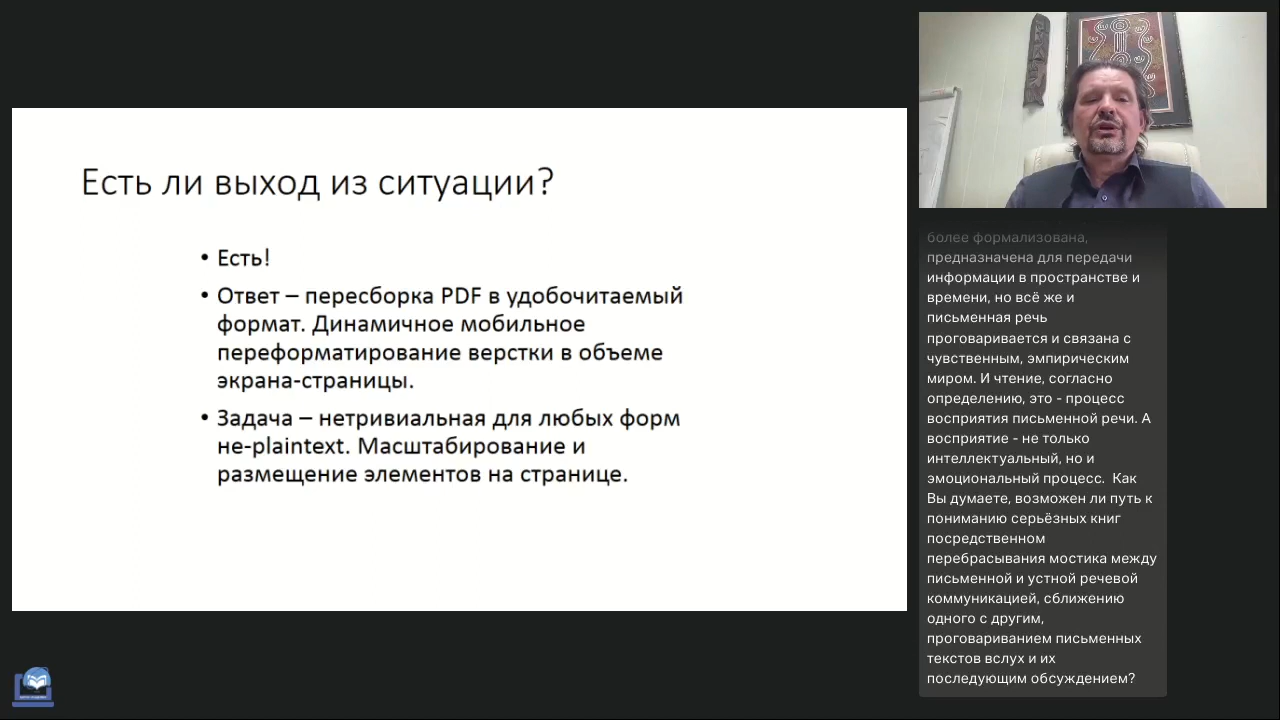 Есть ли выход из ситуации?
• Есть!
• Ответ – пересборка PDF в удобочитаемый
формат. Динамичное мобильное
переформатирование верстки в объеме
экрана-страницы.
• Задача – нетривиальная для любых форм
не-plaintext. Масштабирование и
размещение элементов на странице.
более формализована,
предназначена для передачи
информации в пространстве и
времени, но всё же и
письменная речь
проговаривается и связана с
чувственным, эмпирическим
миром. И чтение, согласно
определению, это - процесс
восприятия письменной речи. А
восприятие - не только
интеллектуальный, но и
эмоциональный процесс.  Как
Вы думаете, возможен ли путь к
пониманию серьёзных книг
посредственном
перебрасывания мостика между
письменной и устной речевой
коммуникацией, сближению
одного с другим,
проговариванием письменных
текстов вслух и их
последующим обсуждением?